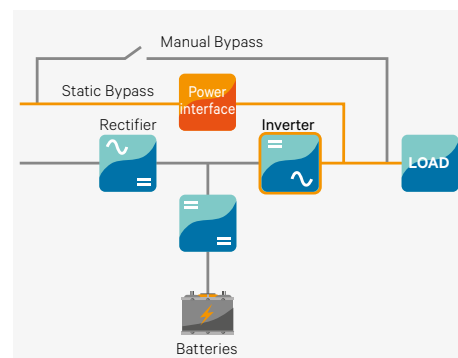 Manual Bypass
Static Bypass
Power
interface
Rectifier
Inverter
LOAD
Batteries